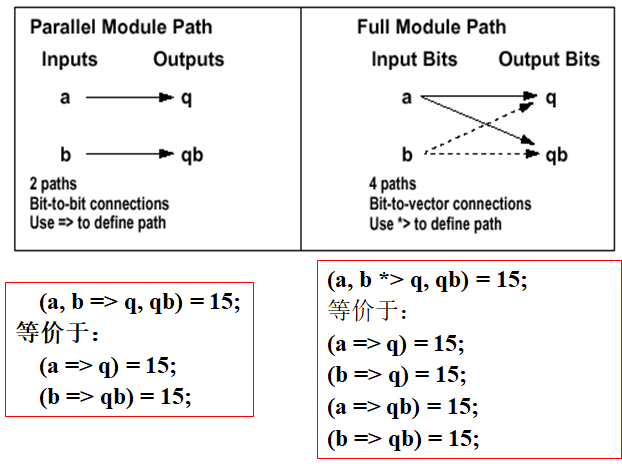 Parallel Module Path
Inputs Outputs
a q
b qb
2 paths
Bit-to-bit connections
Use => to define path
Full Module Path
Input Bits Output Bits
a q
b qb
4 paths
Bit-to-vector connections
Use *> to define path
(a, b => q, qb) = 15;
等价于：
(a => q) = 15;
(b => qb) = 15;
(a, b *> q, qb) = 15;
等价于：
(a => q) = 15;
(b => q) = 15;
(a => qb) = 15;
(b => qb) = 15;